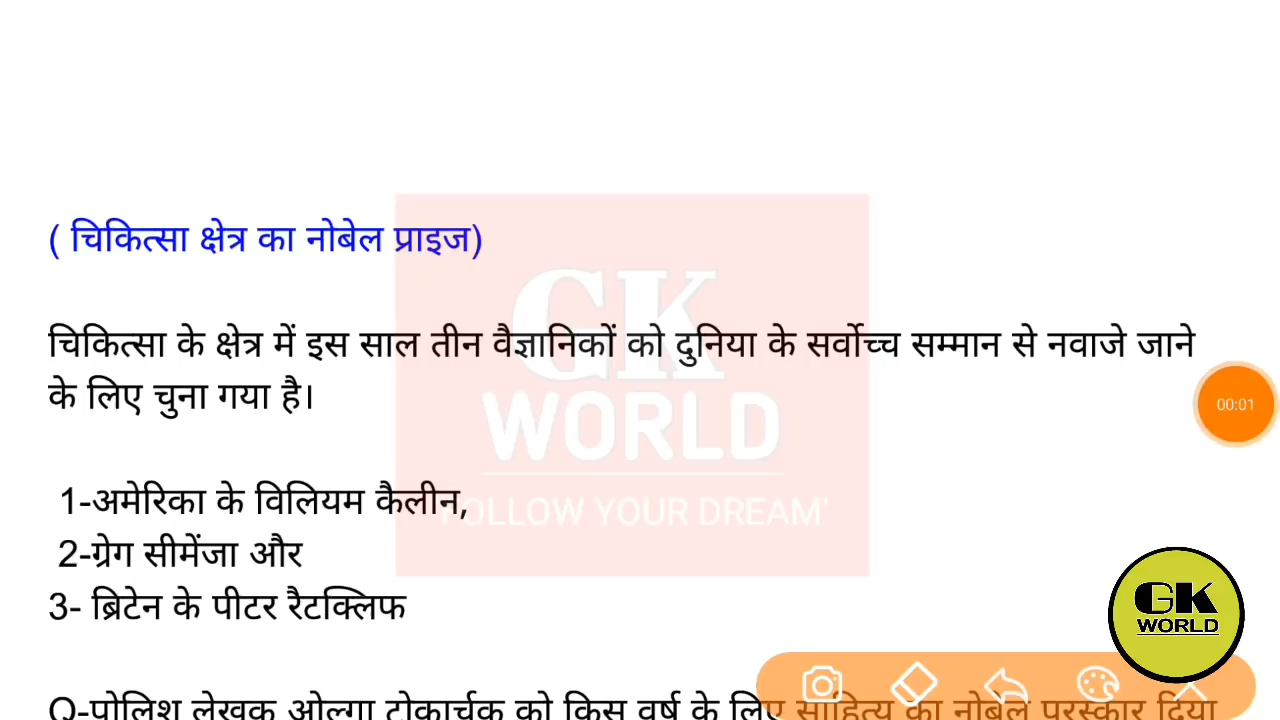 ( चिकित्सा क्षेत्र का नोबेल प्राइज)
चिकित्सा के क्षेत्र में इस साल तीन वैज्ञानिकों को दुनिया के सर्वोच्च सम्मान से नवाजे जाने
के लिए चुना गया है।
1-अमेरिका के विलियम कैलीन,
2-ग्रेग सीमेंजा और
3- ब्रिटेन के पीटर रैटक्लिफ
Q-पोलिश लेखक ओल्गा टोकार्चक को किस वर्ष के लिए साहित्य का नोबेल पुरस्कार दिया
GK
WORLD
FOLLOW YOUR DREAM'
00:01
GK
WORLD